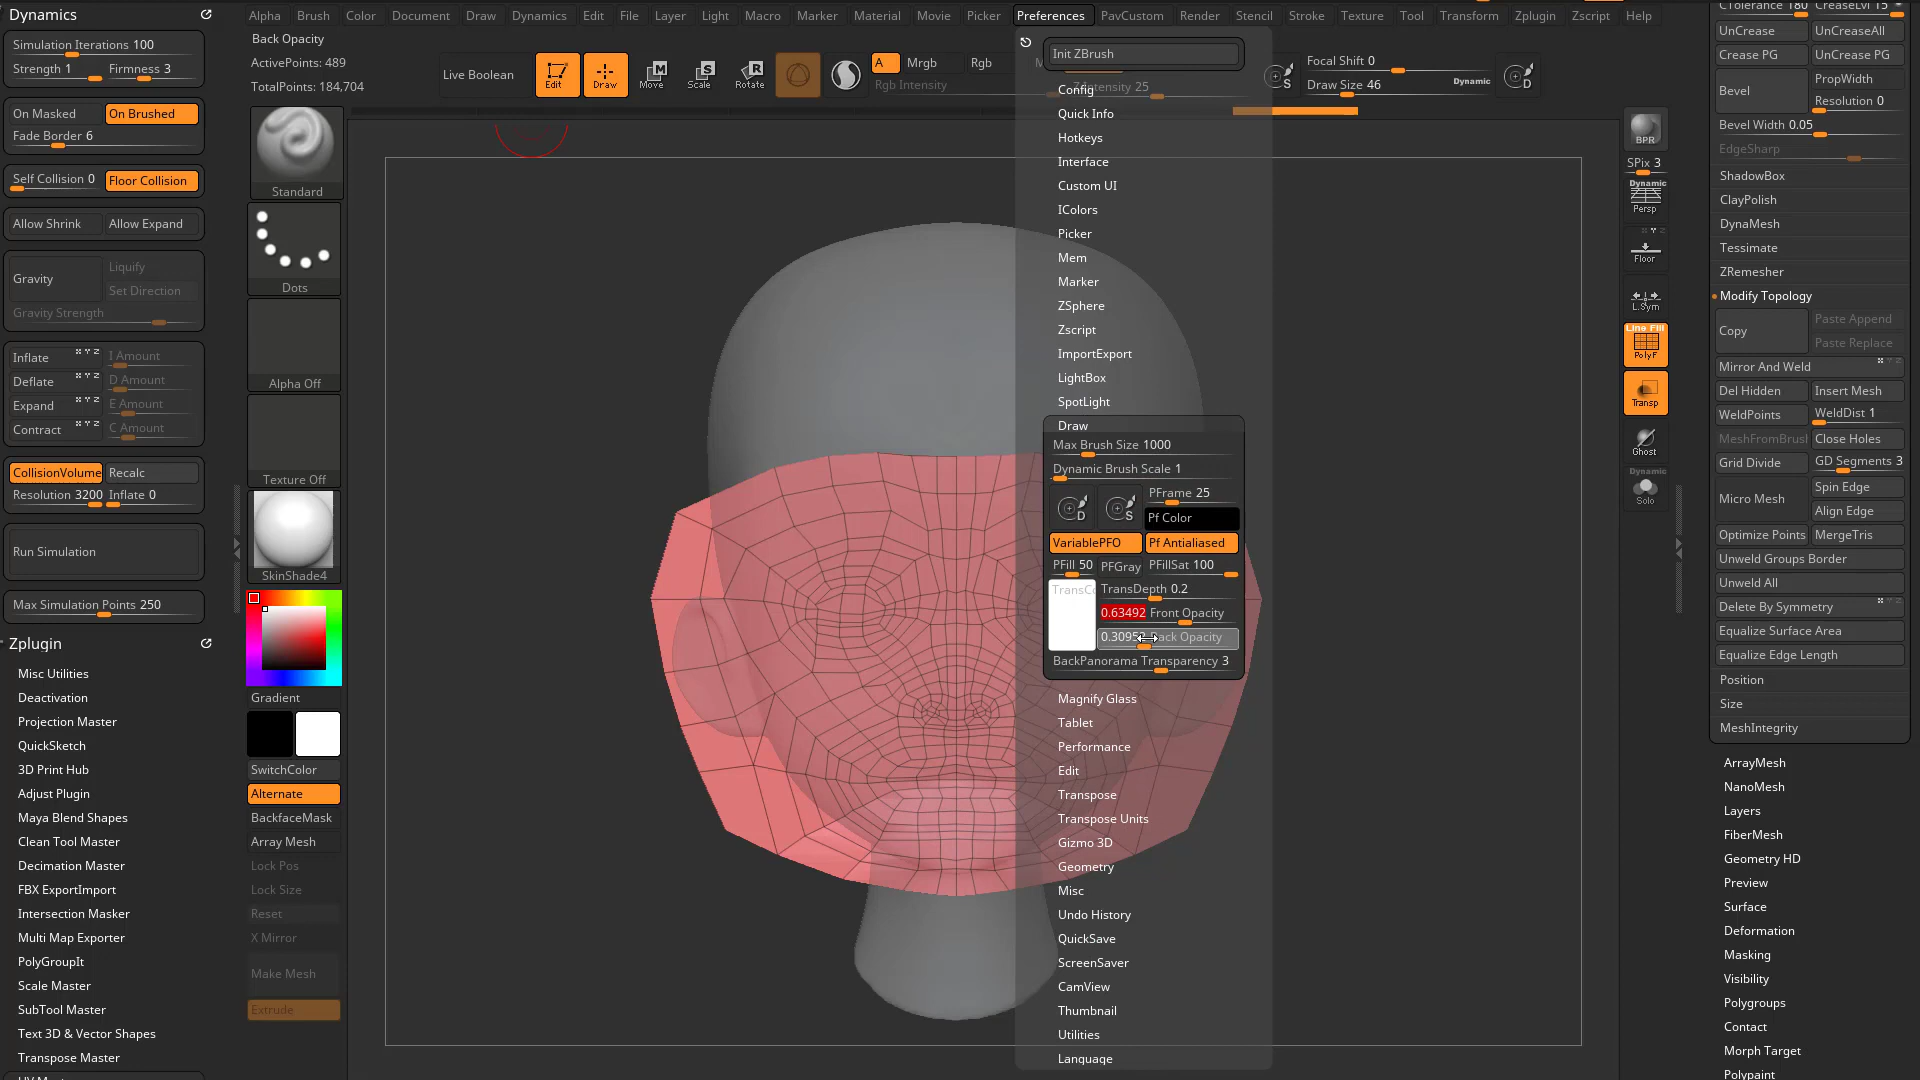 Dynamics
Simulation Iterations 100
Strength 1 Firmness 3
On Masked On Brushed
Fade Border 6
Self Collision 0 Floor Collision
Allow Shrink Allow Expand
Gravity Liquify
Set Direction
Gravity Strength
Inflate X Y Z I Amount
Deflate X Y Z D Amount
Expand X Y Z E Amount
Contract X Y Z C Amount
CollisionVolume Recalc
Resolution 3200 Inflate 0
Run Simulation
Max Simulation Points 250
Zplugin
Misc Utilities
Deactivation
Projection Master
QuickSketch
3D Print Hub
Adjust Plugin
Maya Blend Shapes
Clean Tool Master
Decimation Master
FBX ExportImport
Intersection Masker
Multi Map Exporter
PolyGroupIt
Scale Master
SubTool Master
Text 3D & Vector Shapes
Transpose Master
Alpha Brush Color Document Draw Dynamics Edit File Layer Light Macro Marker Material Movie Picker Preferences PavCustom Render Stencil Stroke Texture Tool Transform Zplugin Zscript Help
Back Opacity
ActivePoints: 489
TotalPoints: 184,704
Live Boolean
Edit Draw Move Scale Rotate
A Mrgb Rgb
Rgb Intensity
Intensity 25
S
Focal Shift 0
Draw Size 46 Dynamic
D
Standard
Dots
Alpha Off
Texture Off
SkinShade4
Gradient
SwitchColor
Alternate
BackfaceMask
Array Mesh
Lock Pos
Lock Size
Reset
X Mirror
Make Mesh
Extrude
Init ZBrush
Config
Quick Info
Hotkeys
Interface
Custom UI
IColors
Picker
Mem
Marker
ZSphere
Zscript
ImportExport
LightBox
SpotLight
Draw
Max Brush Size 1000
Dynamic Brush Scale 1
D S PFrame 25
Pf Color
VariablePFO Pf Antialiased
PFill 50 PFGray PFillSat 100
TransCo TransDepth 0.2
0.63492 Front Opacity
0.3095 Back Opacity
BackPanorama Transparency 3
Magnify Glass
Tablet
Performance
Edit
Transpose
Transpose Units
Gizmo 3D
Geometry
Misc
Undo History
QuickSave
ScreenSaver
CamView
Thumbnail
Utilities
Language
BPR
SPix 3
Dynamic
Persp
Floor
L.Sym
Line Fill
PolyF
Transp
Ghost
Dynamic
Solo
CTolerance 180 CreaseLvl 15
UnCrease UnCreaseAll
Crease PG UnCrease PG
Bevel PropWidth
Resolution 0
Bevel Width 0.05
EdgeSharp
ShadowBox
ClayPolish
DynaMesh
Tessimate
ZRemesher
Modify Topology
Copy Paste Append
Paste Replace
Mirror And Weld
Del Hidden Insert Mesh
WeldPoints WeldDist 1
MeshFromBrus Close Holes
Grid Divide GD Segments 3
Micro Mesh Spin Edge
Align Edge
Optimize Points MergeTris
Unweld Groups Border
Unweld All
Delete By Symmetry
Equalize Surface Area
Equalize Edge Length
Position
Size
MeshIntegrity
ArrayMesh
NanoMesh
Layers
FiberMesh
Geometry HD
Preview
Surface
Deformation
Masking
Visibility
Polygroups
Contact
Morph Target
Polypaint